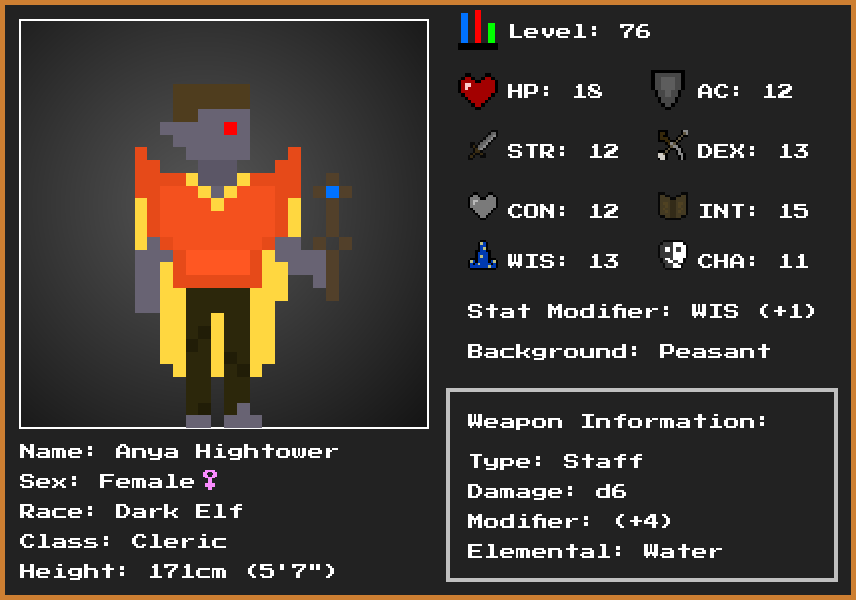 Level: 76
HP: 18 AC: 12
STR: 12 DEX: 13
CON: 12 INT: 15
WIS: 13 CHA: 11
Stat Modifier: WIS (+1)
Background: Peasant
Weapon Information:
Type: Staff
Damage: d6
Modifier: (+4)
Elemental: Water
Name: Anya Hightower
Sex: Female♀
Race: Dark Elf
Class: Cleric
Height: 171cm (5'7")